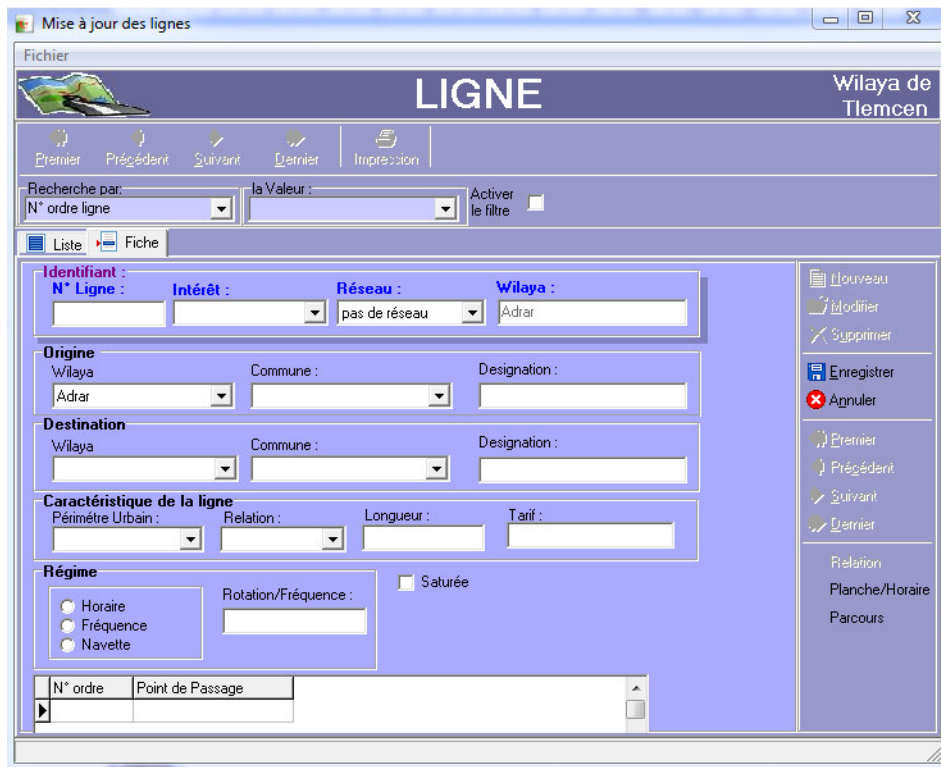 Mise à jour des lignes
Fichier
LIGNE
Wilaya de
Tlemcen
Premier Précédent Suivant Dernier Impression
Recherche par: la Valeur : Activer
le filtre
N° ordre ligne
Liste Fiche
Identifiant :
N° Ligne : Intérêt : Réseau : Wilaya :
pas de réseau Adrar
Origine
Wilaya Commune : Designation :
Adrar
Destination
Wilaya Commune : Designation :
Caractéristique de la ligne
Périmétre Urbain : Relation : Longueur : Tarif :
Régime
Horaire
Fréquence
Navette
Rotation/Fréquence :
Saturée
N° ordre Point de Passage
Nouveau
Modifier
Supprimer
Enregistrer
Annuler
Premier
Précédent
Suivant
Dernier
Relation
Planche/Horaire
Parcours